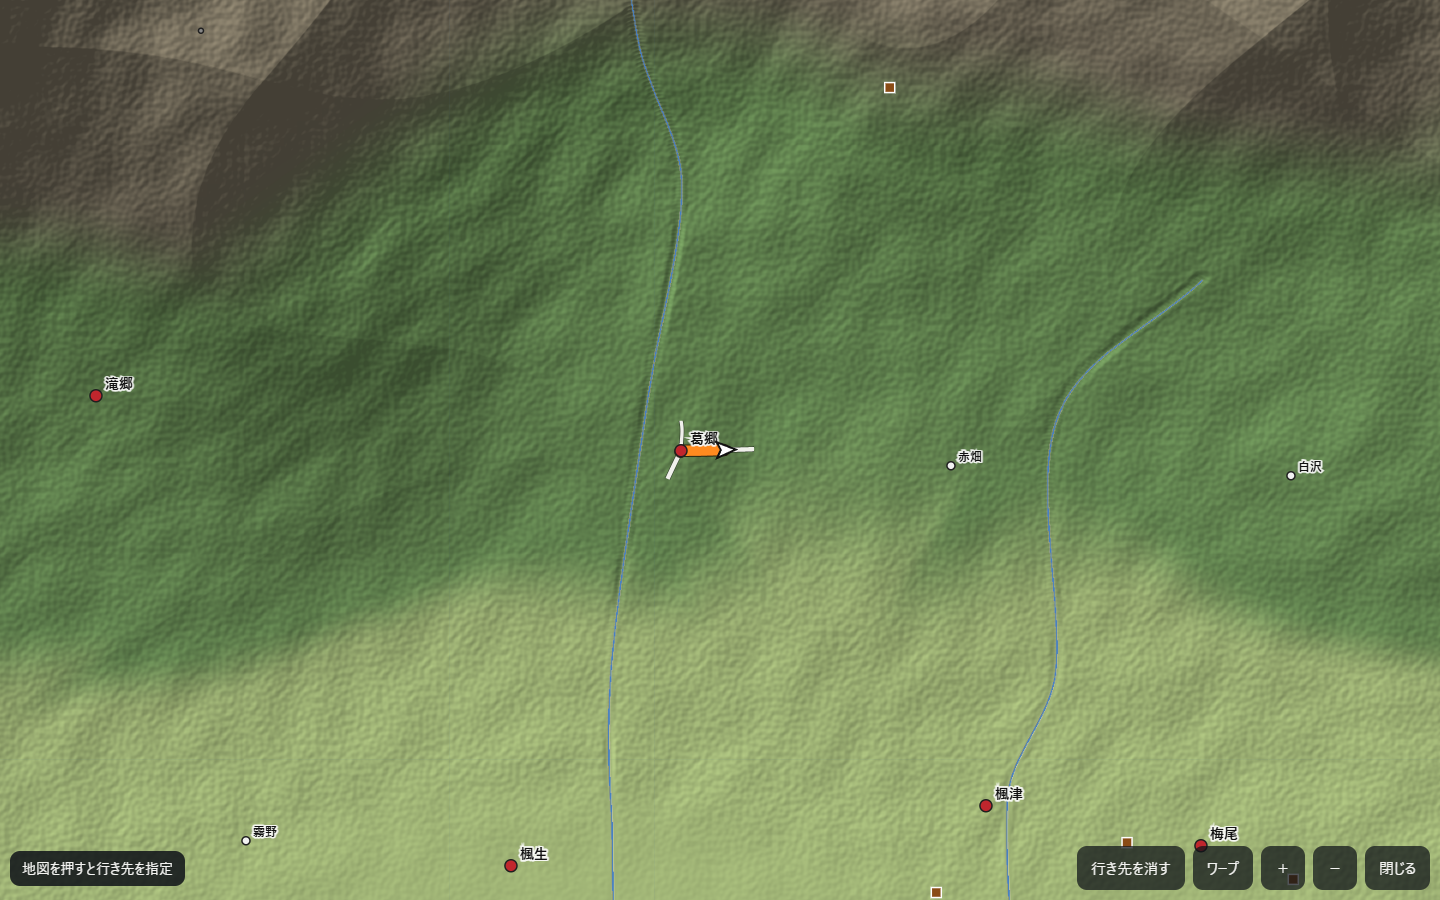 滝郷
葛郷
赤畑
白沢
楓津
霧野
梅尾
楓生
地図を押すと行き先を指定
行き先を消す
ワープ
+
−
閉じる